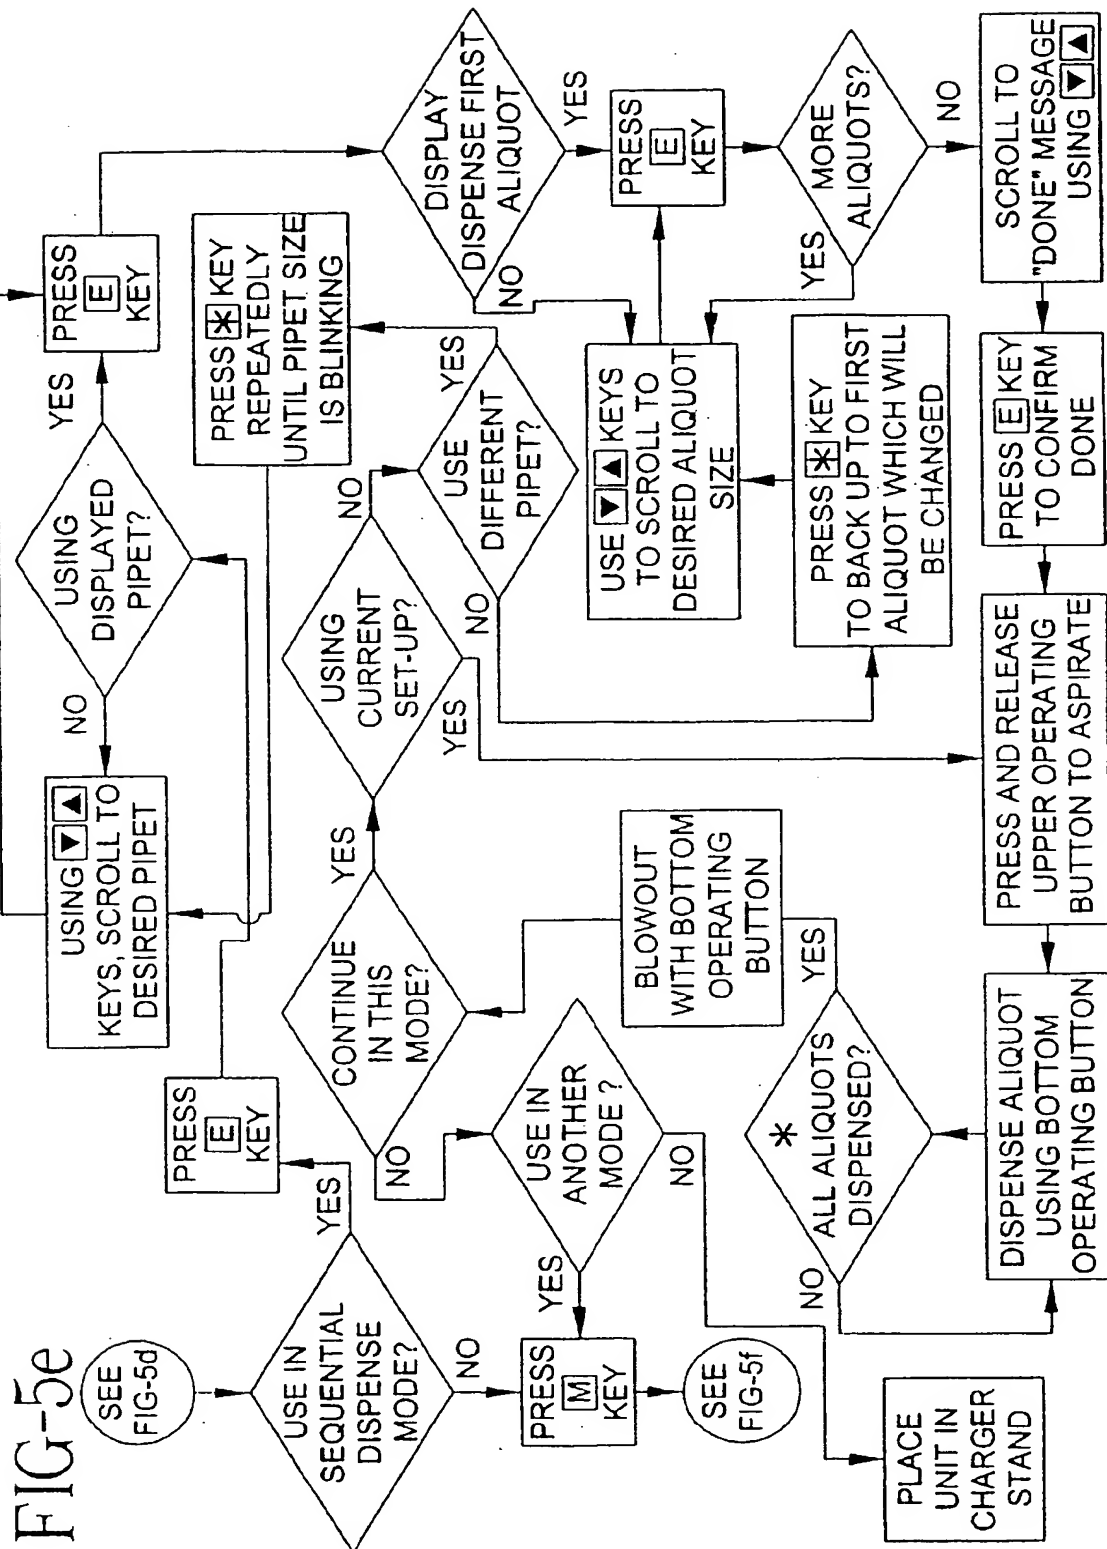 FIG-5e
SEE
FIG-5d
USE IN
SEQUENTIAL
DISPENSE
MODE?
YES
NO
PRESS
E
KEY
PRESS
M
KEY
SEE
FIG-5f
USING ▼ ▲
KEYS, SCROLL TO
DESIRED PIPET
NO
USING
DISPLAYED
PIPET?
YES
PRESS
E
KEY
PRESS * KEY
REPEATEDLY
UNTIL PIPET SIZE
IS BLINKING
CONTINUE
IN THIS
MODE?
YES
NO
USING
CURRENT
SET-UP?
NO
YES
USE
DIFFERENT
PIPET?
YES
NO
DISPLAY
DISPENSE FIRST
ALIQUOT
YES
NO
USE IN
ANOTHER
MODE ?
YES
NO
BLOWOUT
WITH BOTTOM
OPERATING
BUTTON
USE ▼ ▲ KEYS
TO SCROLL TO
DESIRED ALIQUOT
SIZE
PRESS
E
KEY
PRESS * KEY
TO BACK UP TO FIRST
ALIQUOT WHICH WILL
BE CHANGED
MORE
ALIQUOTS?
YES
NO
*
ALL ALIQUOTS
DISPENSED?
YES
NO
PLACE
UNIT IN
CHARGER
STAND
DISPENSE ALIQUOT
USING BOTTOM
OPERATING BUTTON
PRESS AND RELEASE
UPPER OPERATING
BUTTON TO ASPIRATE
PRESS E KEY
TO CONFIRM
DONE
SCROLL TO
"DONE" MESSAGE
USING ▼ ▲